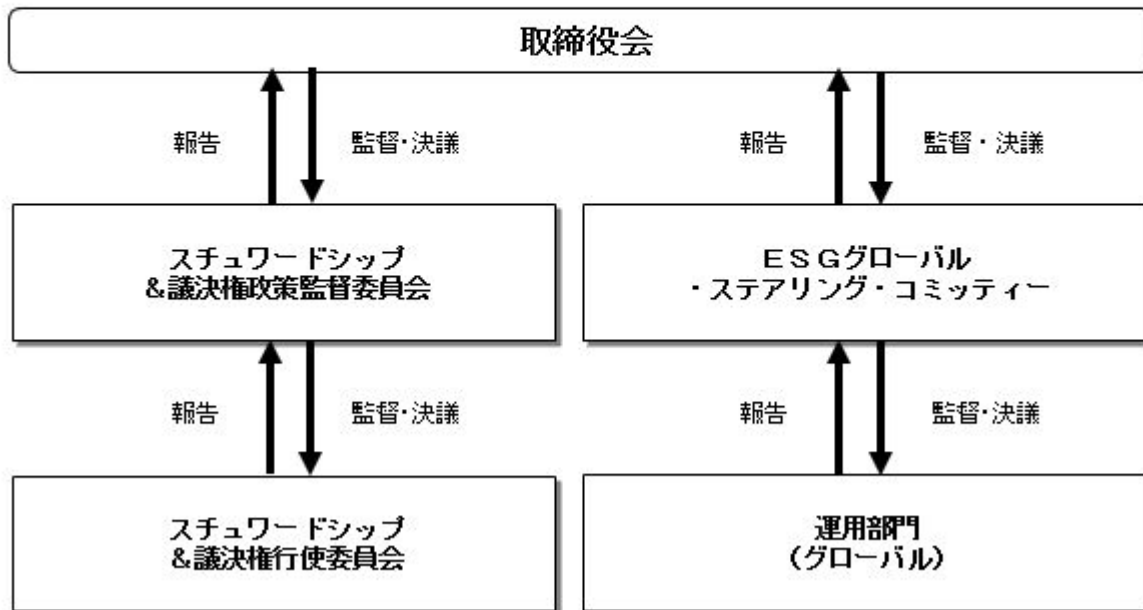 取締役会
報告 監督・決議 報告 監督・決議
スチュワードシップ
&議決権政策監督委員会
ESGグローバル
・ステアリング・コミッティー
報告 監督・決議 報告 監督・決議
スチュワードシップ
&議決権行使委員会
運用部門
(グローバル)